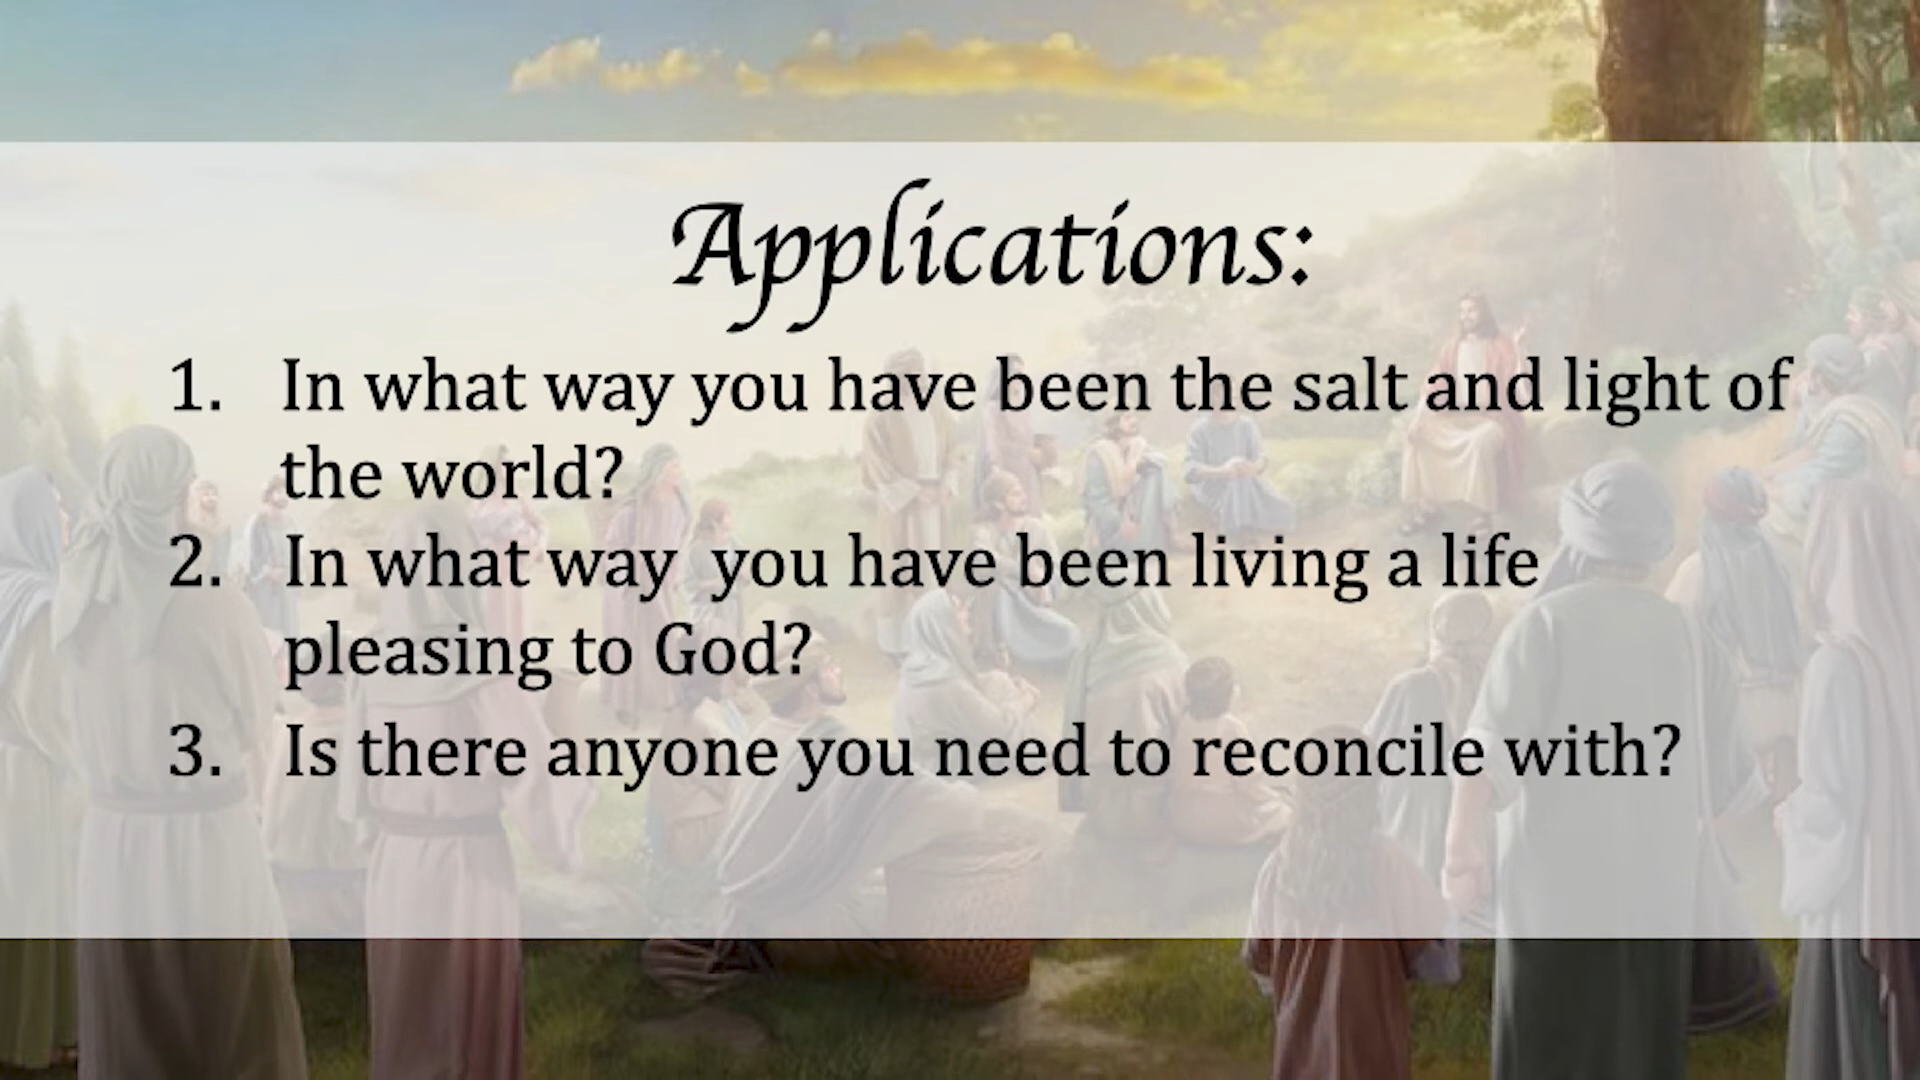 Applications:
1. In what way you have been the salt and light of
the world?
2. In what way  you have been living a life
pleasing to God?
3. Is there anyone you need to reconcile with?